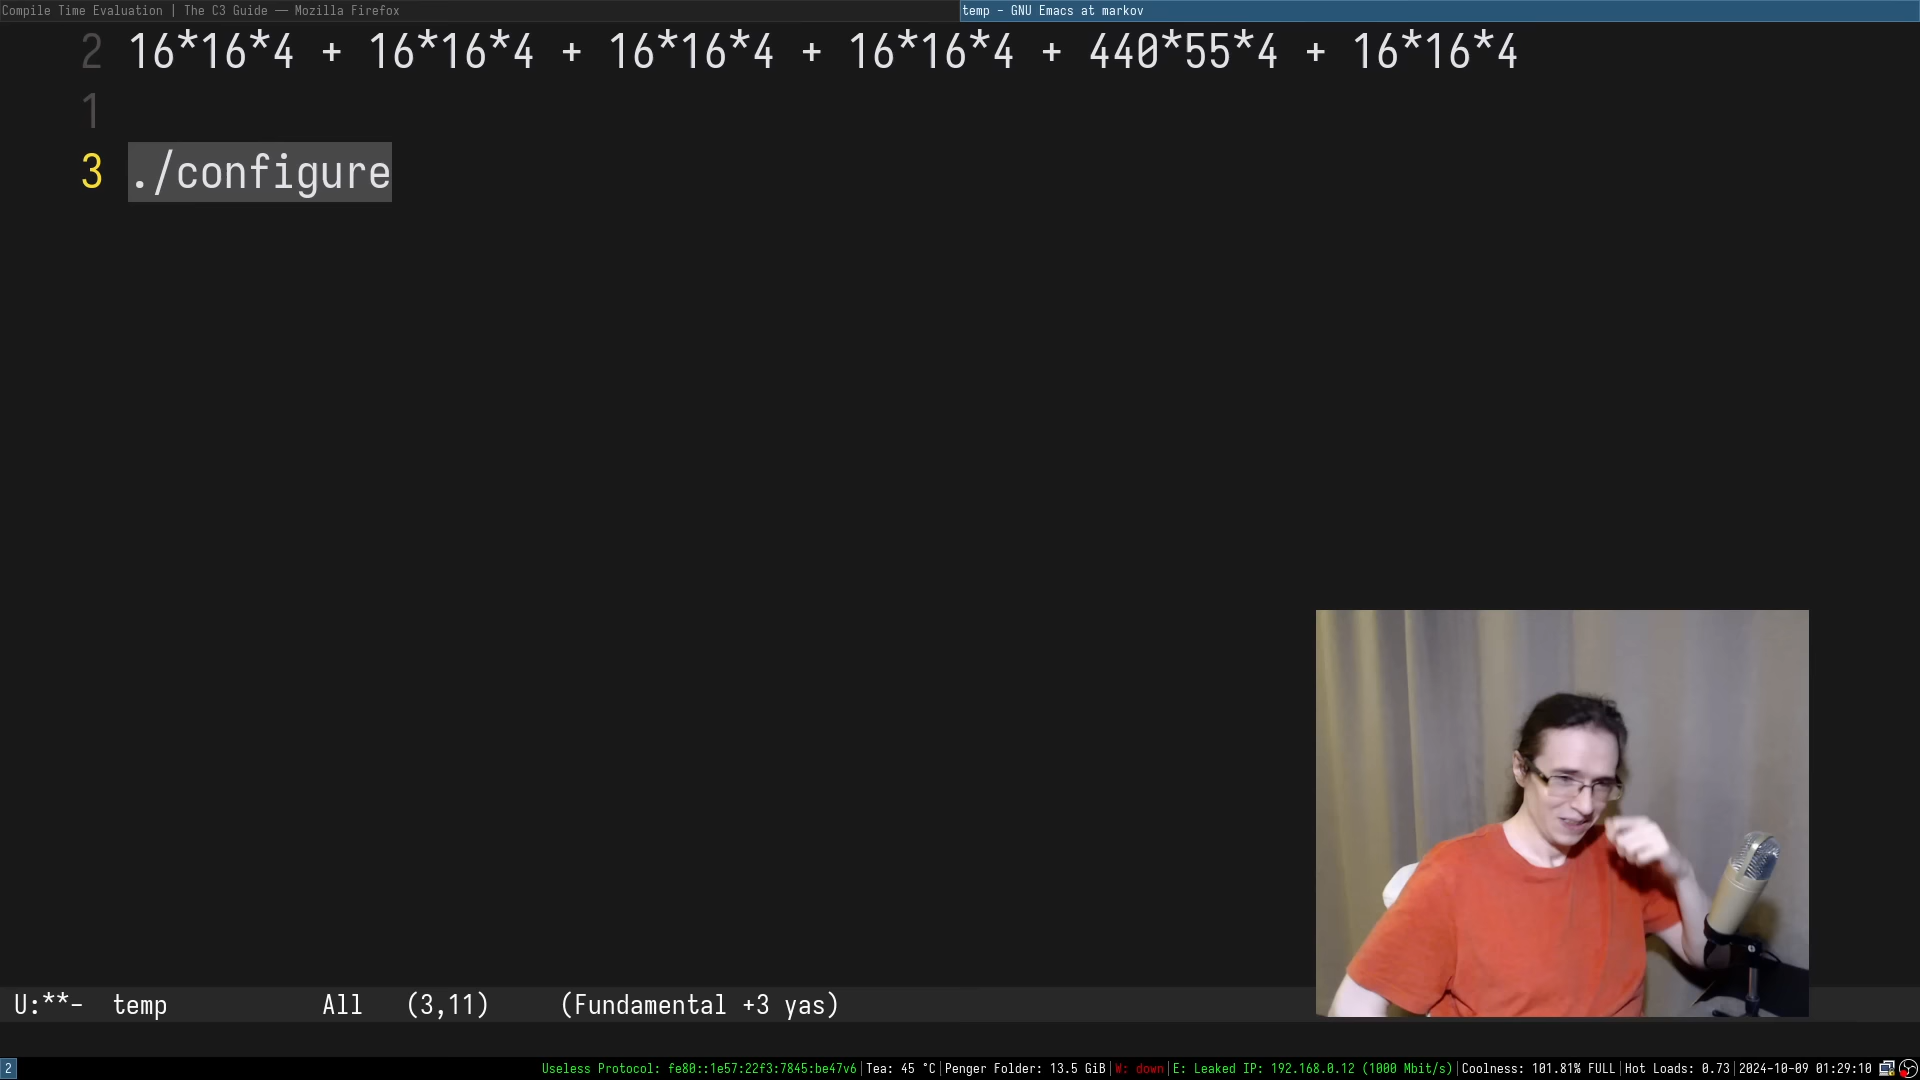 Compile Time Evaluation | The C3 Guide — Mozilla Firefox
temp - GNU Emacs at markov
2 16*16*4 + 16*16*4 + 16*16*4 + 16*16*4 + 440*55*4 + 16*16*4
1
3 ./configure
U:**- temp All (3,11) (Fundamental +3 yas)
2 Useless Protocol: fe80::1e57:22f3:7845:be47v6|Tea: 45 °C|Penger Folder: 13.5 GiB|W: down|E: Leaked IP: 192.168.0.12 (1000 Mbit/s)|Coolness: 101.81% FULL|Hot Loads: 0.73|2024-10-09 01:29:10